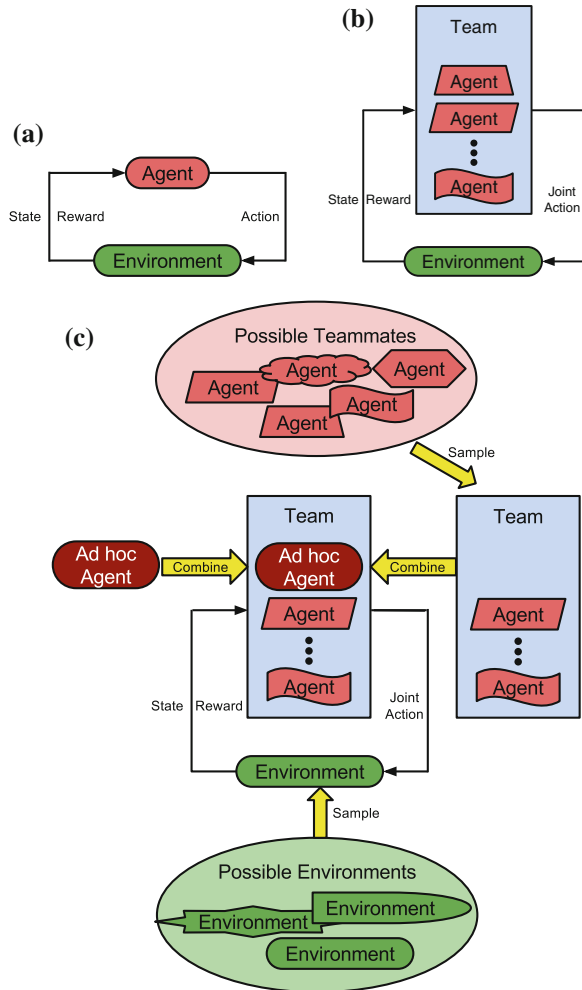 (a)
Agent
State
Reward
Action
Environment
(b)
Team
Agent
Agent
Agent
State
Reward
Joint
Action
Environment
(c)
Possible Teammates
Agent
Agent
Agent
Agent
Agent
Sample
Team
Team
Ad hoc
Agent
Combine
Ad hoc
Agent
Combine
Agent
Agent
Agent
Agent
State
Reward
Joint
Action
Environment
Sample
Possible Environments
Environment
Environment
Environment